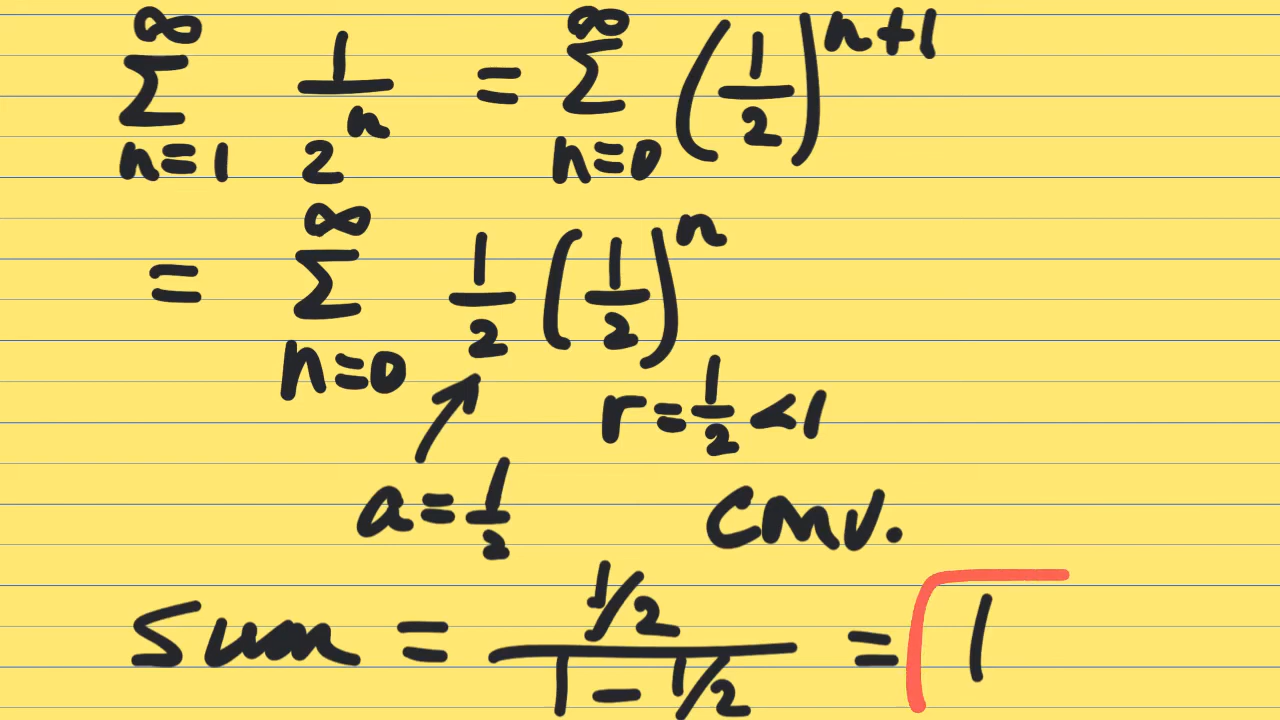 ∞ ∞
∑ 1/2^n = ∑ (1/2)^(n+1)
n=1 n=0
∞
= ∑ 1/2 (1/2)^n
n=0
r=1/2<1
a=1/2
sum = (1/2)/(1-1/2) = 1